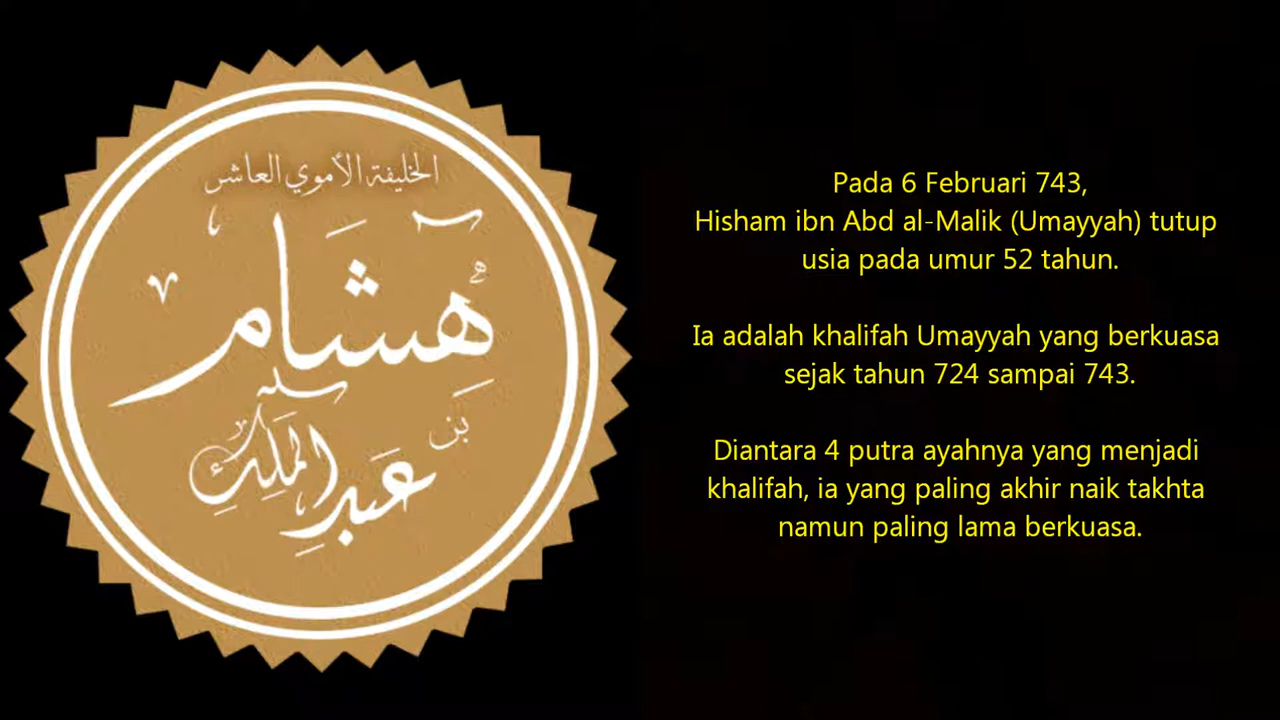 الخليفة الأموي العاشر
هشام
بن
عبد الملك
Pada 6 Februari 743,
Hisham ibn Abd al-Malik (Umayyah) tutup
usia pada umur 52 tahun.
Ia adalah khalifah Umayyah yang berkuasa
sejak tahun 724 sampai 743.
Diantara 4 putra ayahnya yang menjadi
khalifah, ia yang paling akhir naik takhta
namun paling lama berkuasa.